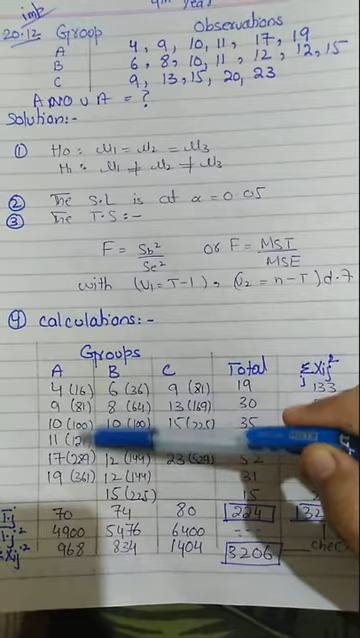 imp
20.12 Group Observations
A 4, 9, 10, 11, 17, 19
B 6, 8, 10, 11, 12, 12, 15
C 9, 13, 15, 20, 23
ANOVA = ?
Solution:-
① H0: μ1 = μ2 = μ3
H1: μ1 ≠ μ2 ≠ μ3
② The S.L is at α = 0.05
③ The T.S:-
F = Sb²/Se² or F = MST/MSE
with (V1 = T-1), (V2 = n-T) d.f
④ calculations:-
Groups
A B C Total ΣXij²
4 (16) 6 (36) 9 (81) 19 133
9 (81) 8 (64) 13 (169) 30
10 (100) 10 (100) 15 (225) 35
11
17 (289) 12 (144) 23 (529) 52
19 (361) 12 (144) 31
15 (225) 15
70 74 80 224
4900 5476 6400 ---
968 834 1404 3206